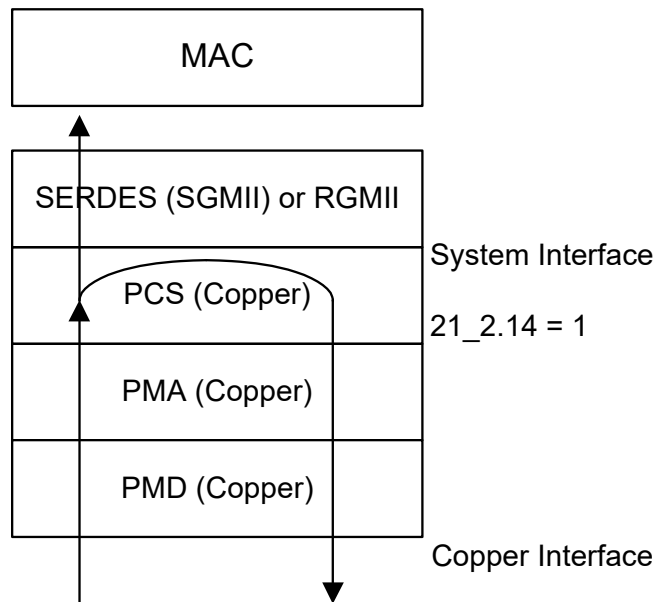 MAC
SERDES (SGMII) or RGMII
System Interface
PCS (Copper)
21_2.14 = 1
PMA (Copper)
PMD (Copper)
Copper Interface